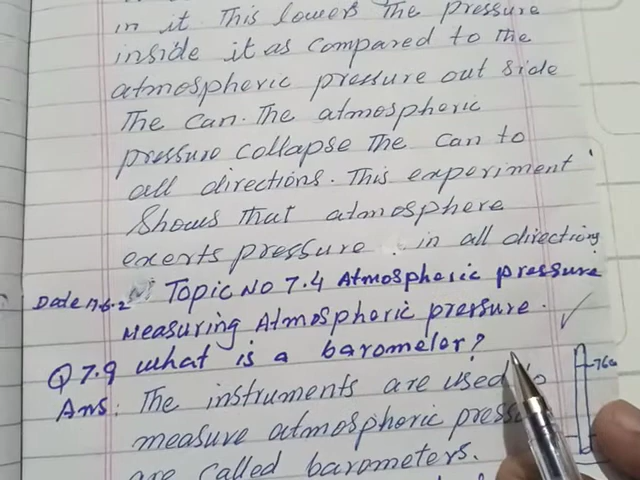 in it This lowers The pressure
inside it as compared to the
atmospheric pressure out side
The can. The atmospheric
pressure collapse The can to
all directions. This experiment
Shows that atmosphere
exerts pressure. in all directions
Topic NO 7.4 Atmospheric pressure
Measuring Atmospheric pressure.
Q 7.9 what is a barometer?
Ans: The instruments are used to
measure atmospheric
are called barometers.